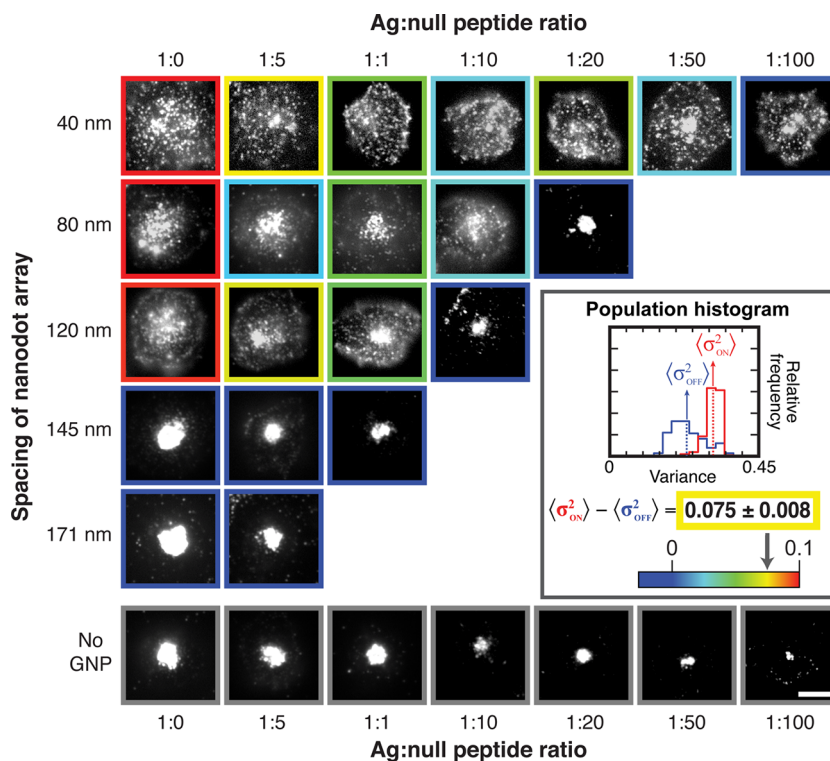 Ag:null peptide ratio
1:0 1:5 1:1 1:10 1:20 1:50 1:100
Spacing of nanodot array
40 nm
80 nm
120 nm
145 nm
171 nm
No
GNP
Population histogram
⟨σ²ON⟩
⟨σ²OFF⟩
Relative
frequency
0 0.45
Variance
⟨σ²ON⟩ − ⟨σ²OFF⟩ = 0.075 ± 0.008
0 0.1
1:0 1:5 1:1 1:10 1:20 1:50 1:100
Ag:null peptide ratio